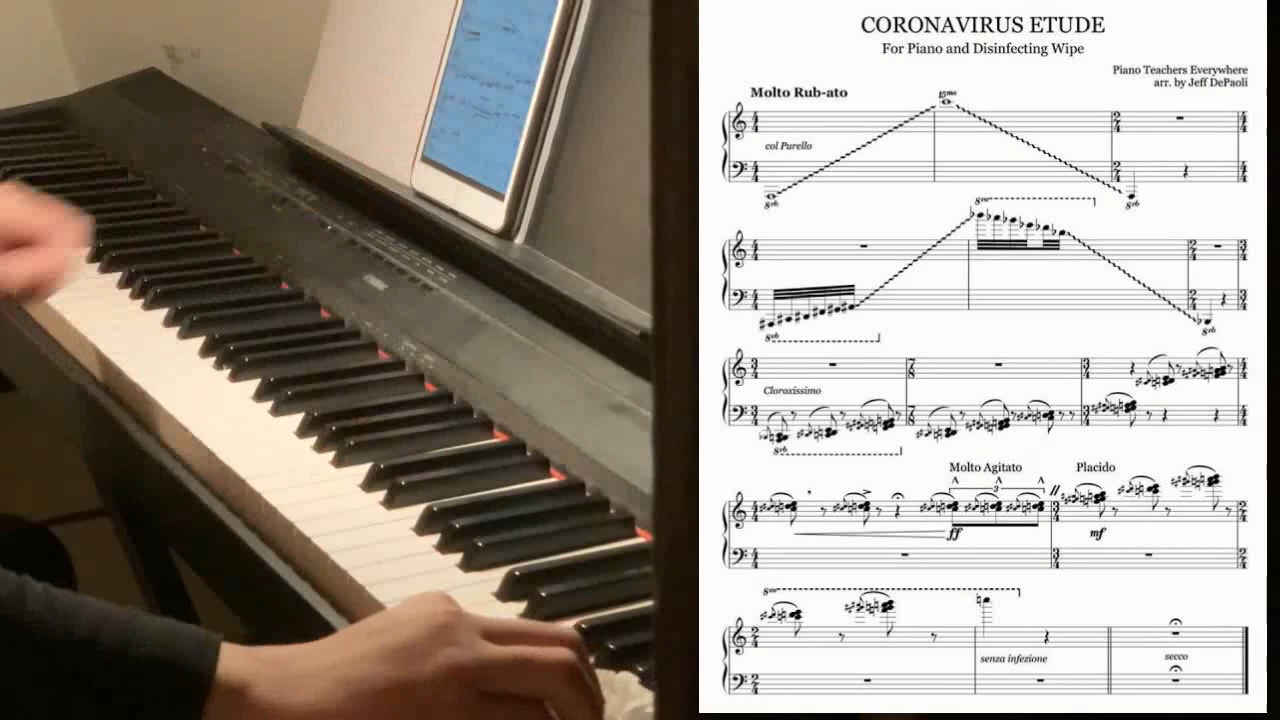 CORONAVIRUS ETUDE
For Piano and Disinfecting Wipe
Piano Teachers Everywhere
arr. by Jeff DePaoli
Molto Rub-ato
15ma
col Purello
8vb
8vb
8va
8vb
8vb
Cloroxissimo
8vb
Molto Agitato
Placido
3
ff
mf
8va
senza infezione
secco